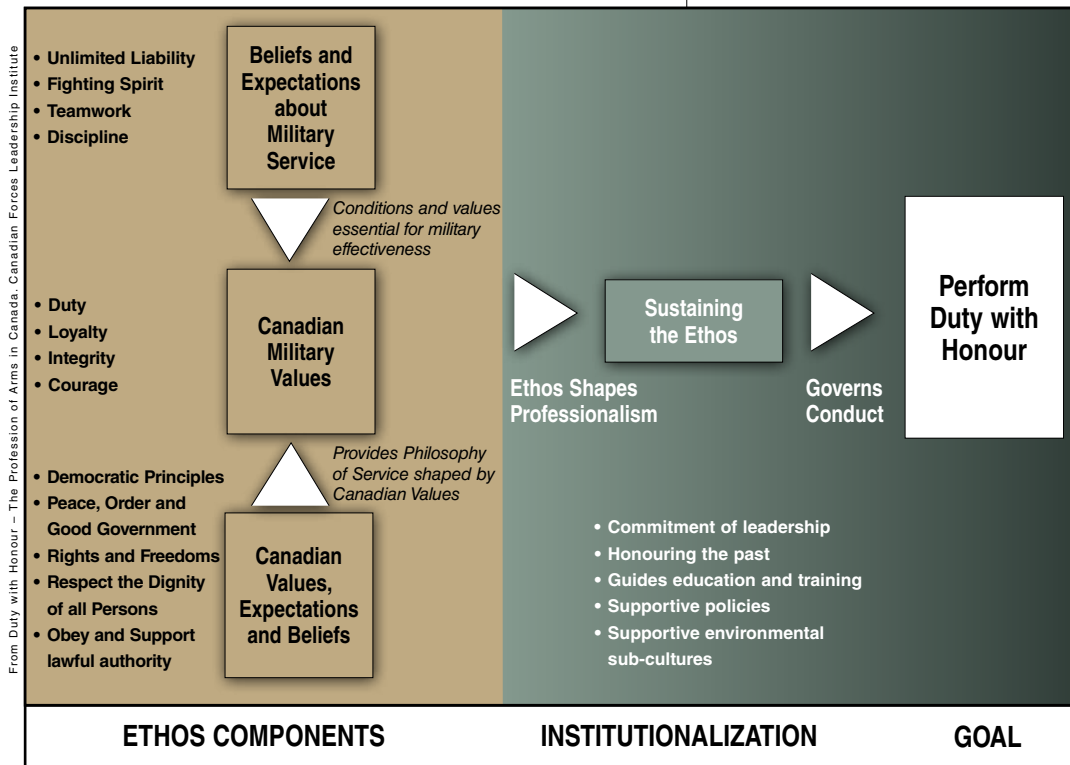 From Duty with Honour – The Profession of Arms in Canada. Canadian Forces Leadership Institute
• Unlimited Liability
• Fighting Spirit
• Teamwork
• Discipline
Beliefs and
Expectations
about
Military
Service
Conditions and values
essential for military
effectiveness
• Duty
• Loyalty
• Integrity
• Courage
Canadian
Military
Values
Provides Philosophy
of Service shaped by
Canadian Values
• Democratic Principles
• Peace, Order and
Good Government
• Rights and Freedoms
• Respect the Dignity
of all Persons
• Obey and Support
lawful authority
Canadian
Values,
Expectations
and Beliefs
Ethos Shapes
Professionalism
Sustaining
the Ethos
Governs
Conduct
Perform
Duty with
Honour
• Commitment of leadership
• Honouring the past
• Guides education and training
• Supportive policies
• Supportive environmental
sub-cultures
ETHOS COMPONENTS
INSTITUTIONALIZATION
GOAL